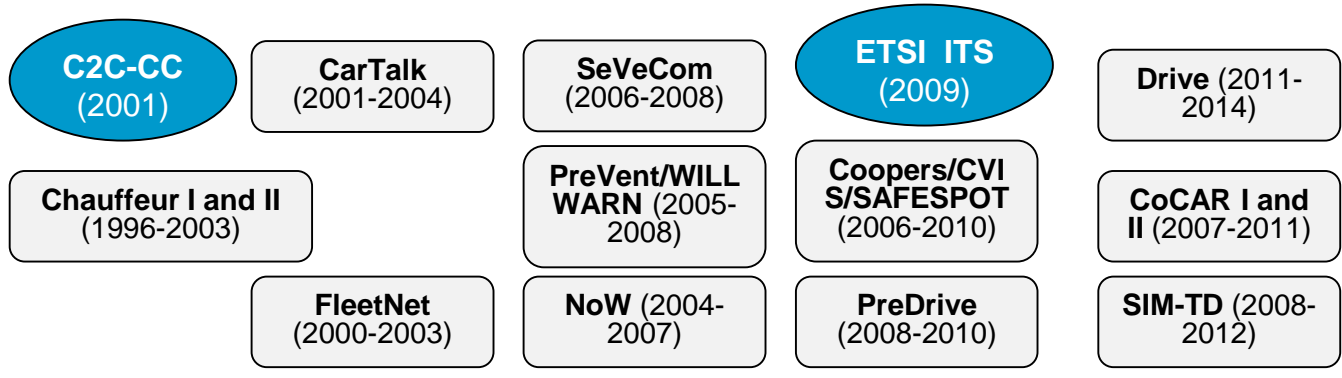 C2C-CC
(2001)
CarTalk
(2001-2004)
SeVeCom
(2006-2008)
ETSI ITS
(2009)
Drive (2011-
2014)
Chauffeur I and II
(1996-2003)
PreVent/WILL
WARN (2005-
2008)
Coopers/CVI
S/SAFESPOT
(2006-2010)
CoCAR I and
II (2007-2011)
FleetNet
(2000-2003)
NoW (2004-
2007)
PreDrive
(2008-2010)
SIM-TD (2008-
2012)